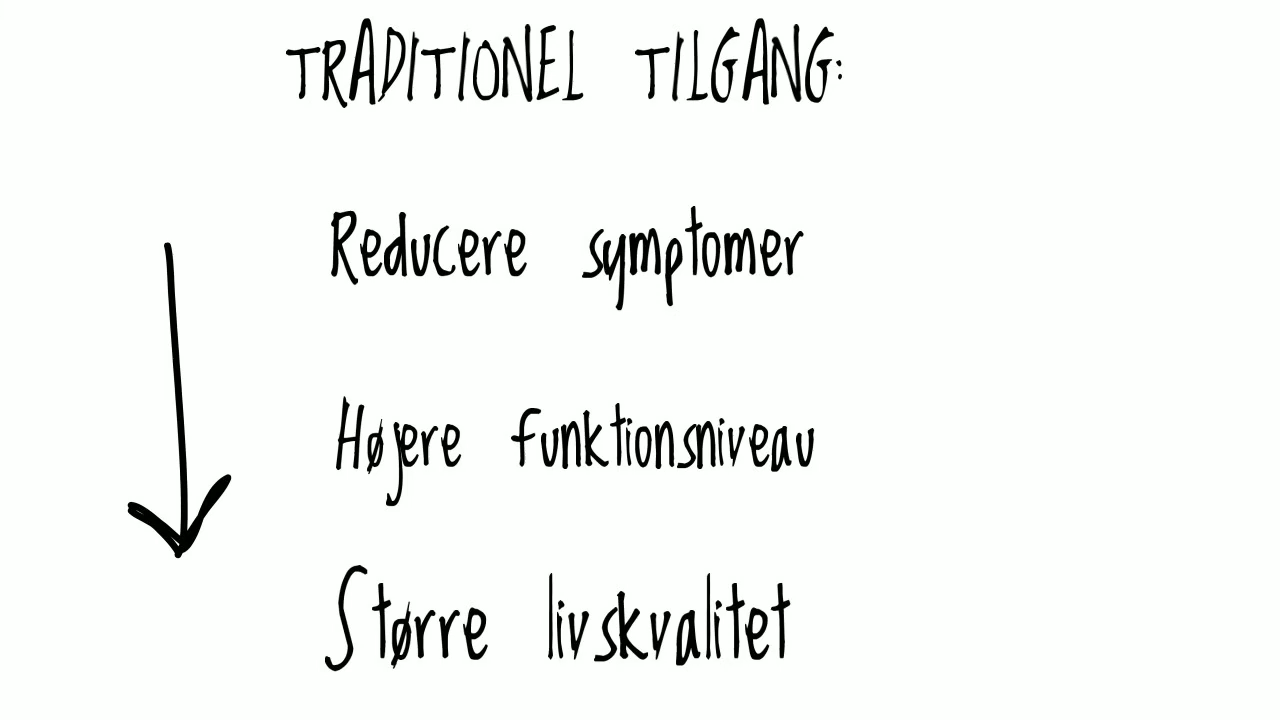 TRADITIONEL TILGANG:
Reducere symptomer
Højere funktionsniveau
Større livskvalitet